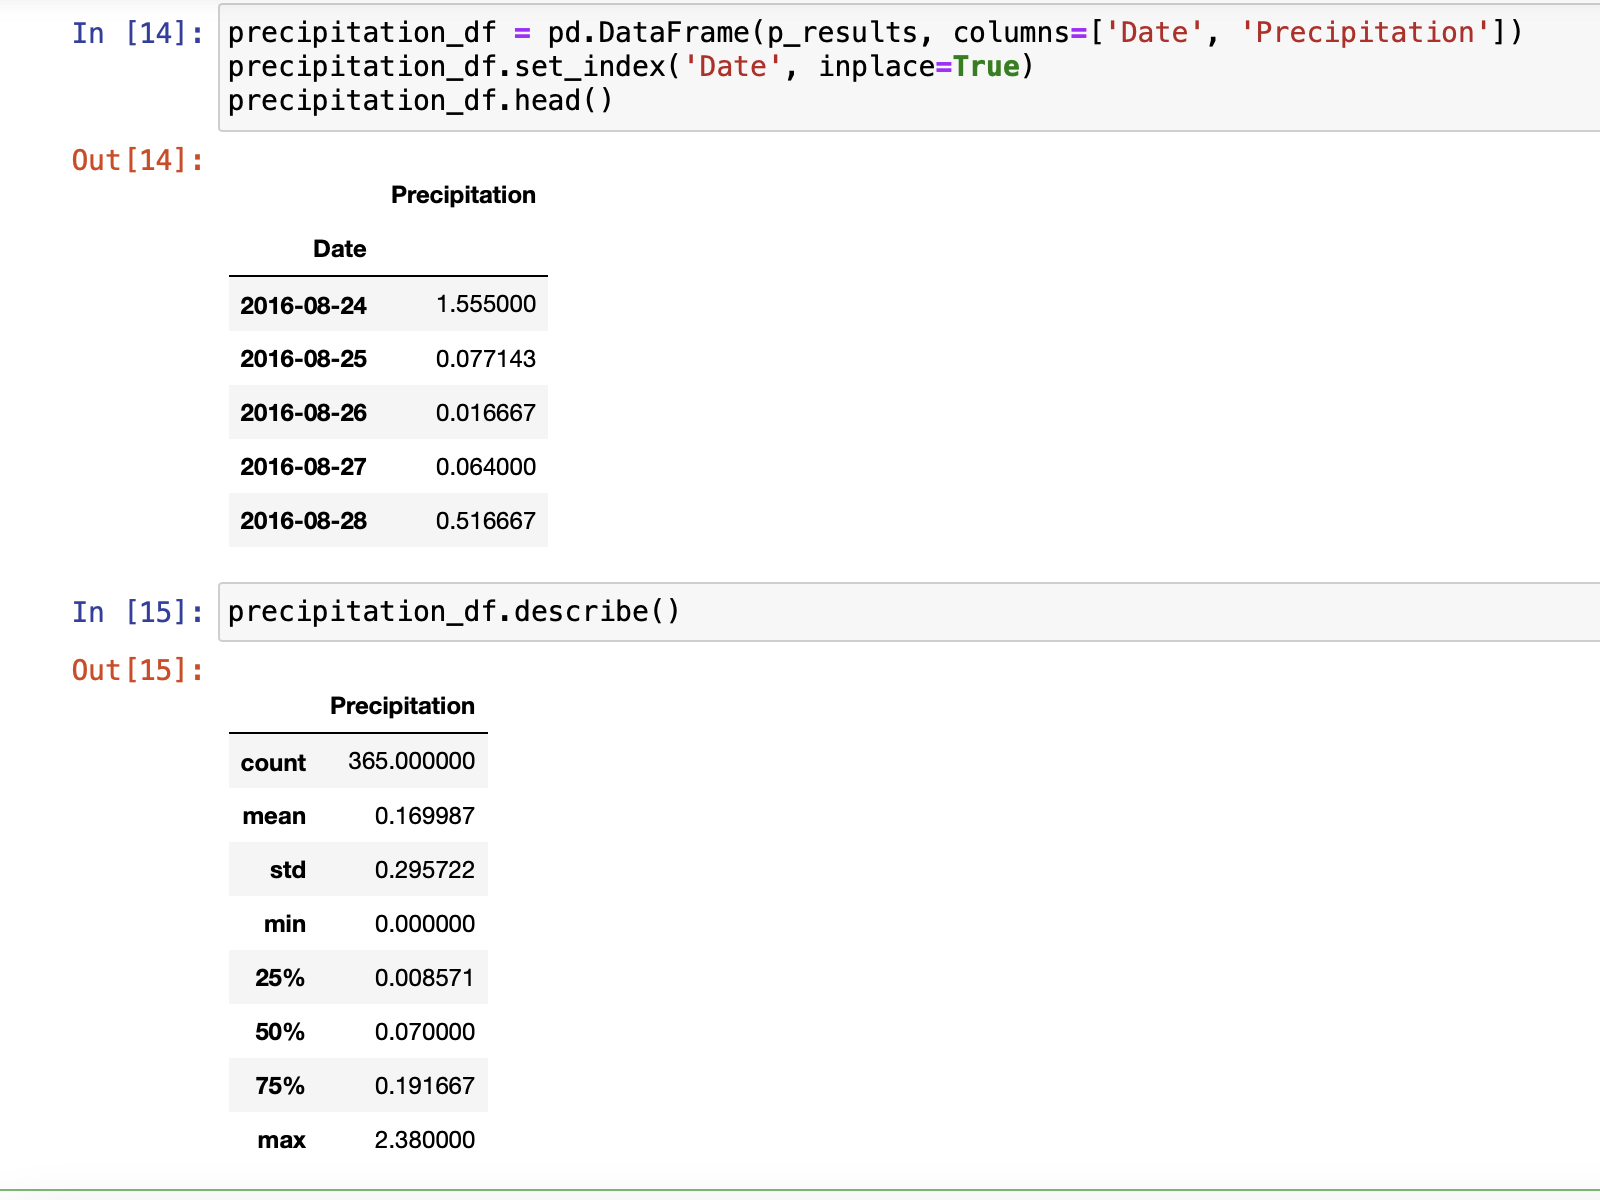 In [14]: precipitation_df = pd.DataFrame(p_results, columns=['Date', 'Precipitation'])
precipitation_df.set_index('Date', inplace=True)
precipitation_df.head()
Out[14]:
Precipitation
Date
2016-08-24 1.555000
2016-08-25 0.077143
2016-08-26 0.016667
2016-08-27 0.064000
2016-08-28 0.516667
In [15]: precipitation_df.describe()
Out[15]:
Precipitation
count 365.000000
mean 0.169987
std 0.295722
min 0.000000
25% 0.008571
50% 0.070000
75% 0.191667
max 2.380000